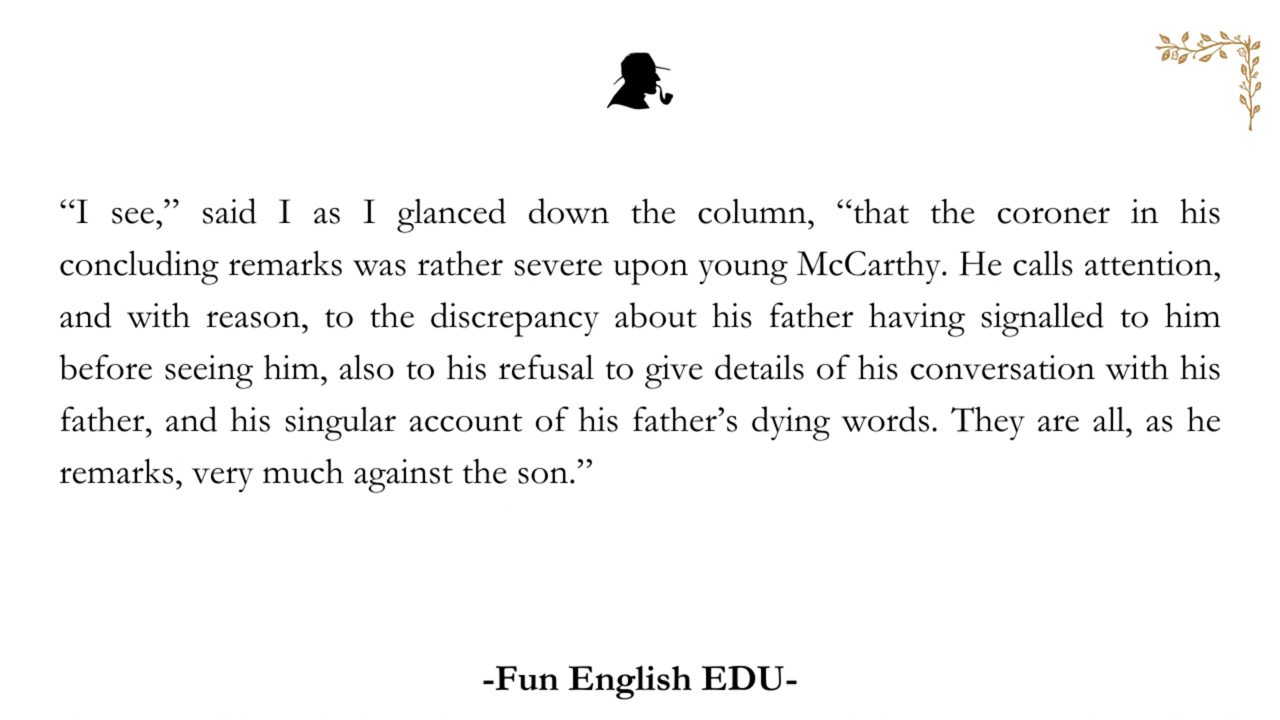 “I see,” said I as I glanced down the column, “that the coroner in his
concluding remarks was rather severe upon young McCarthy. He calls attention,
and with reason, to the discrepancy about his father having signalled to him
before seeing him, also to his refusal to give details of his conversation with his
father, and his singular account of his father’s dying words. They are all, as he
remarks, very much against the son.”
-Fun English EDU-